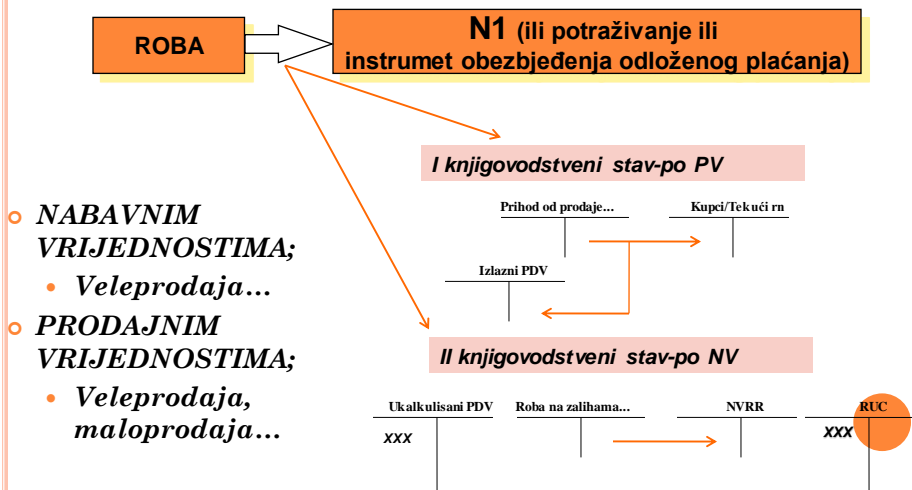 ROBA
N1 (ili potraživanje ili
instrumet obezbjeđenja odloženog plaćanja)
I knjigovodstveni stav-po PV
Prihod od prodaje...
Kupci/Tekući rn
Izlazni PDV
NABAVNIM
VRIJEDNOSTIMA;
Veleprodaja...
PRODAJNIM
VRIJEDNOSTIMA;
Veleprodaja,
maloprodaja...
II knjigovodstveni stav-po NV
Ukalkulisani PDV
Roba na zalihama...
NVRR
RUC
xxx
xxx